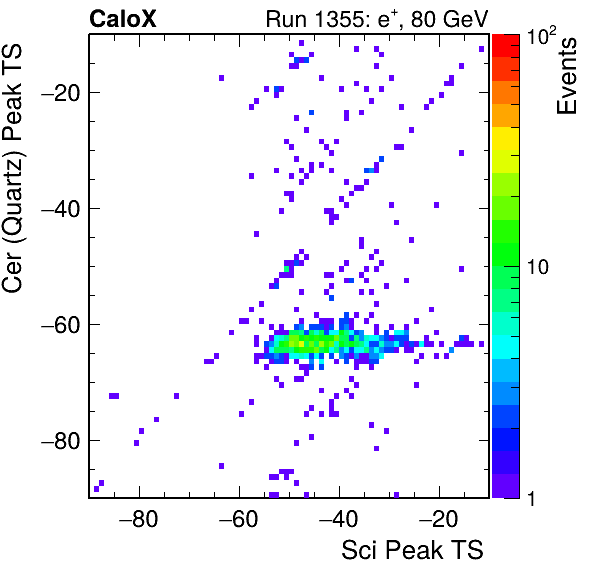 CaloX Run 1355: e+, 80 GeV
Cer (Quartz) Peak TS
−20
−40
−60
−80
−80 −60 −40 −20
Sci Peak TS
10²
10
1
Events